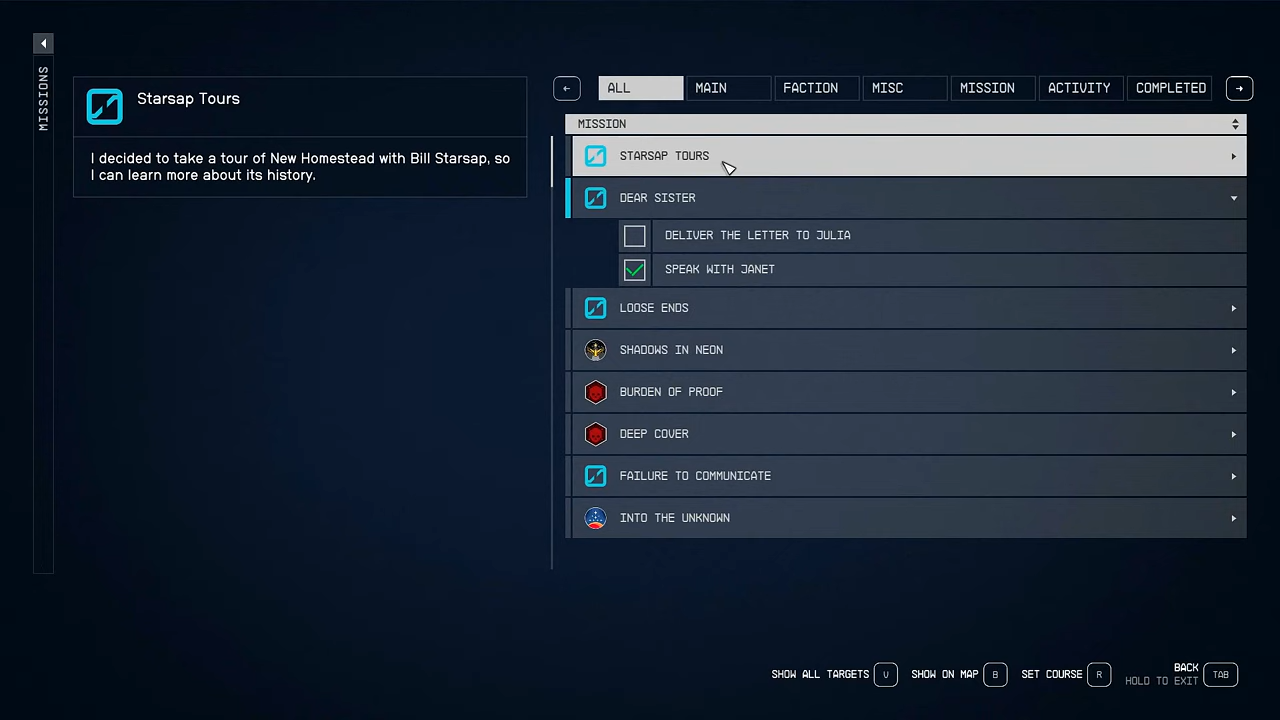 MISSIONS
Starsap Tours
I decided to take a tour of New Homestead with Bill Starsap, so
I can learn more about its history.
ALL MAIN FACTION MISC MISSION ACTIVITY COMPLETED
MISSION
STARSAP TOURS
DEAR SISTER
DELIVER THE LETTER TO JULIA
SPEAK WITH JANET
LOOSE ENDS
SHADOWS IN NEON
BURDEN OF PROOF
DEEP COVER
FAILURE TO COMMUNICATE
INTO THE UNKNOWN
SHOW ALL TARGETS V SHOW ON MAP B SET COURSE R BACK TAB
HOLD TO EXIT